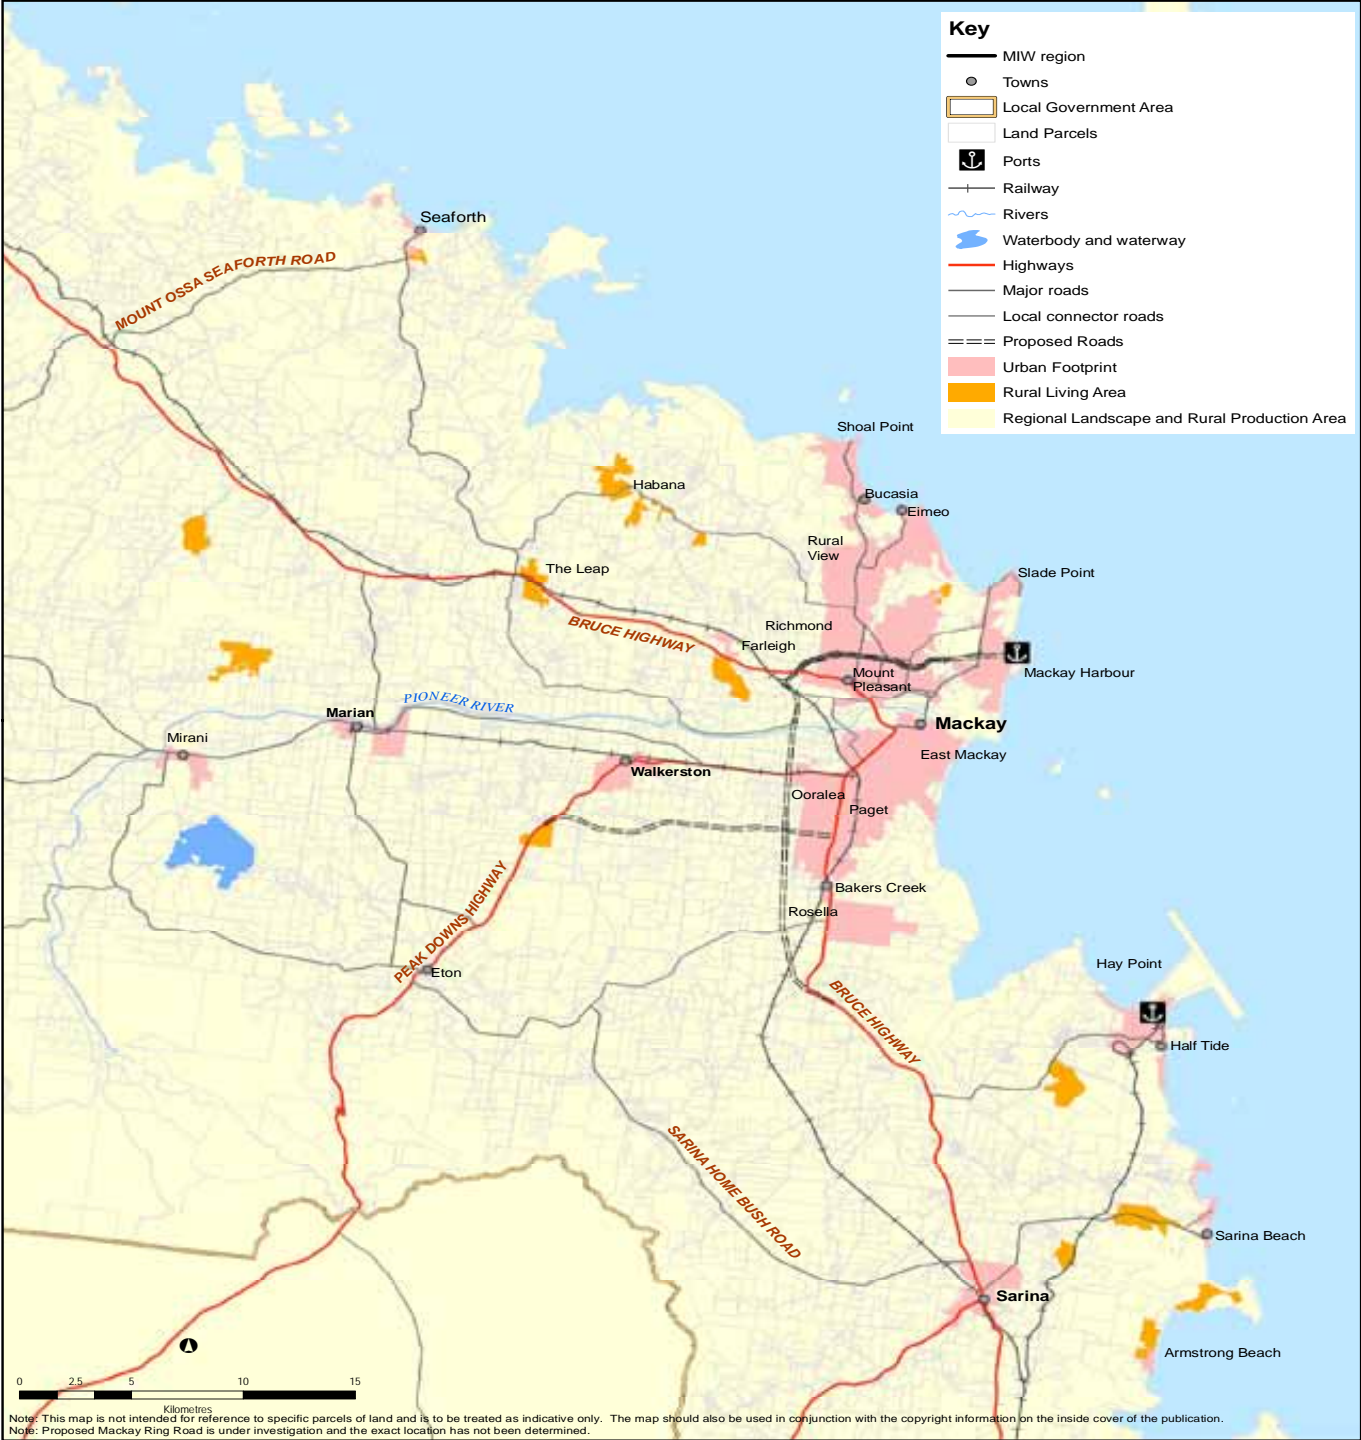 Key
MIW region
Towns
Local Government Area
Land Parcels
Ports
Railway
Rivers
Waterbody and waterway
Highways
Major roads
Local connector roads
Proposed Roads
Urban Footprint
Rural Living Area
Regional Landscape and Rural Production Area
Seaforth
MOUNT OSSA SEAFORTH ROAD
Shoal Point
Habana
Bucasia
Eimeo
Rural
View
The Leap
Slade Point
BRUCE HIGHWAY
Richmond
Farleigh
Mount
Pleasant
Mackay Harbour
PIONEER RIVER
Marian
Mackay
Mirani
East Mackay
Walkerston
Ooralea
Paget
PEAK DOWNS HIGHWAY
Bakers Creek
Rosella
Eton
Hay Point
BRUCE HIGHWAY
Half Tide
SARINA HOME BUSH ROAD
Sarina Beach
Sarina
Armstrong Beach
0 2.5 5 10 15
Kilometres
Note: This map is not intended for reference to specific parcels of land and is to be treated as indicative only. The map should also be used in conjunction with the copyright information on the inside cover of the publication.
Note: Proposed Mackay Ring Road is under investigation and the exact location has not been determined.